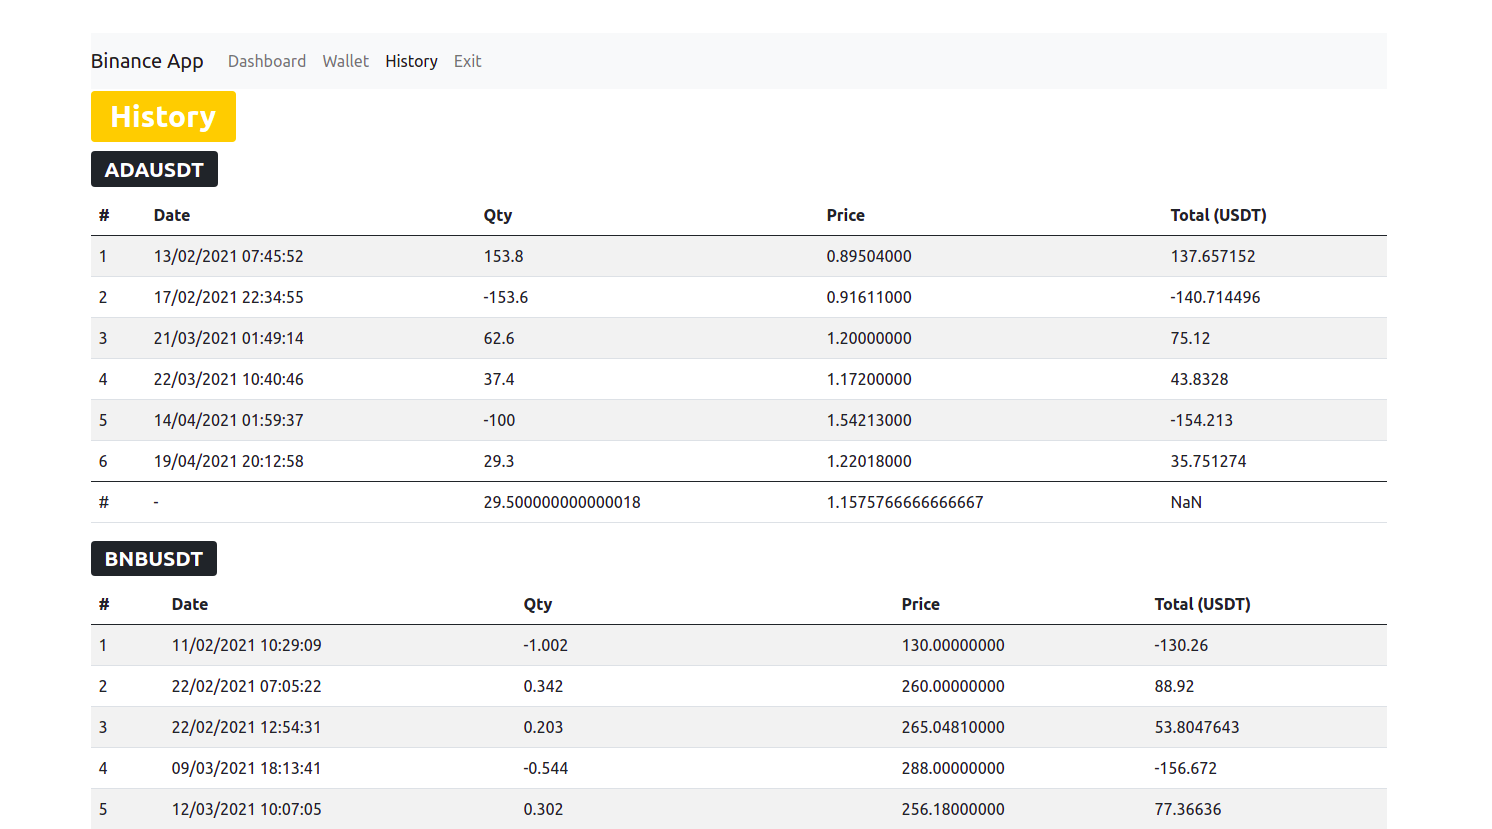 Binance App Dashboard Wallet History Exit
History
ADAUSDT
# Date Qty Price Total (USDT)
1 13/02/2021 07:45:52 153.8 0.89504000 137.657152
2 17/02/2021 22:34:55 -153.6 0.91611000 -140.714496
3 21/03/2021 01:49:14 62.6 1.20000000 75.12
4 22/03/2021 10:40:46 37.4 1.17200000 43.8328
5 14/04/2021 01:59:37 -100 1.54213000 -154.213
6 19/04/2021 20:12:58 29.3 1.22018000 35.751274
# - 29.500000000000018 1.1575766666666667 NaN
BNBUSDT
# Date Qty Price Total (USDT)
1 11/02/2021 10:29:09 -1.002 130.00000000 -130.26
2 22/02/2021 07:05:22 0.342 260.00000000 88.92
3 22/02/2021 12:54:31 0.203 265.04810000 53.8047643
4 09/03/2021 18:13:41 -0.544 288.00000000 -156.672
5 12/03/2021 10:07:05 0.302 256.18000000 77.36636